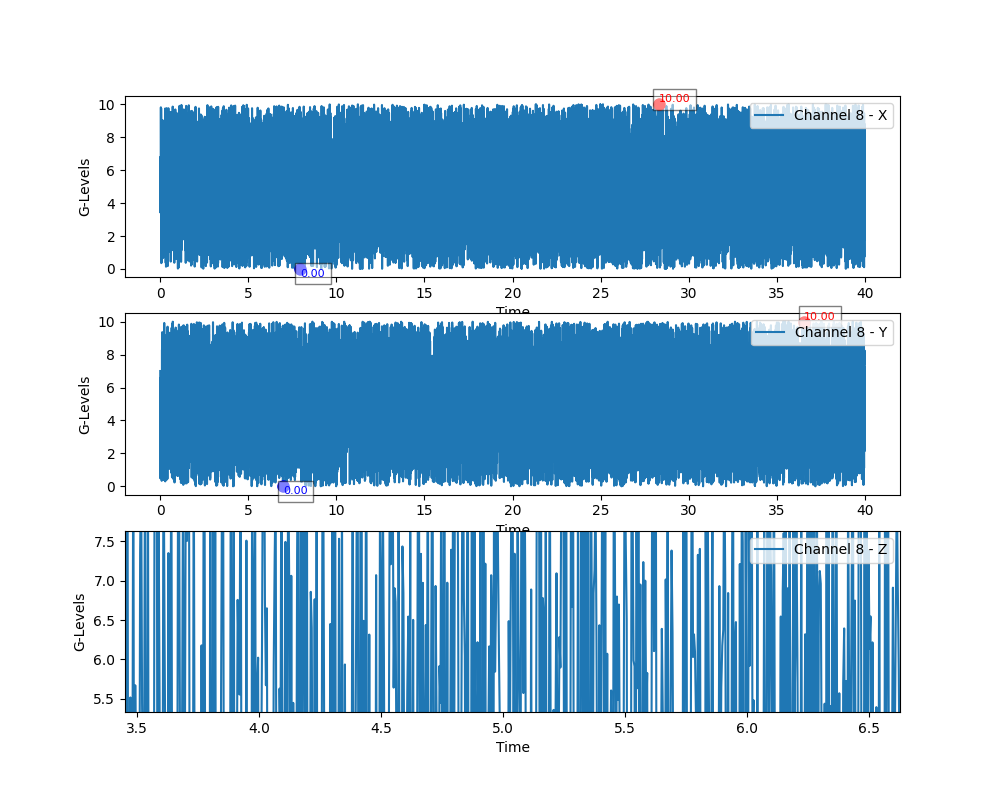 10.00
10
Channel 8 - X
8
6
4
2
0
G-Levels
0.00
0 5 10 15 20 25 30 35 40
Time
10.00
10
Channel 8 - Y
8
6
4
2
0
G-Levels
0.00
0 5 10 15 20 25 30 35 40
Time
7.5
Channel 8 - Z
7.0
6.5
6.0
5.5
G-Levels
3.5 4.0 4.5 5.0 5.5 6.0 6.5
Time